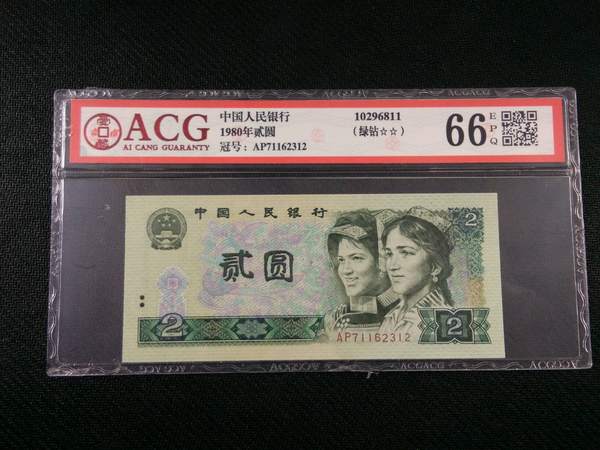 ACG
AI CANG GUARANTY
中国人民银行
1980年贰圆
冠号：AP71162312
10296811
（绿钻☆☆）
66
EPQ
中国人民银行
2
贰圆
2
2
AP71162312